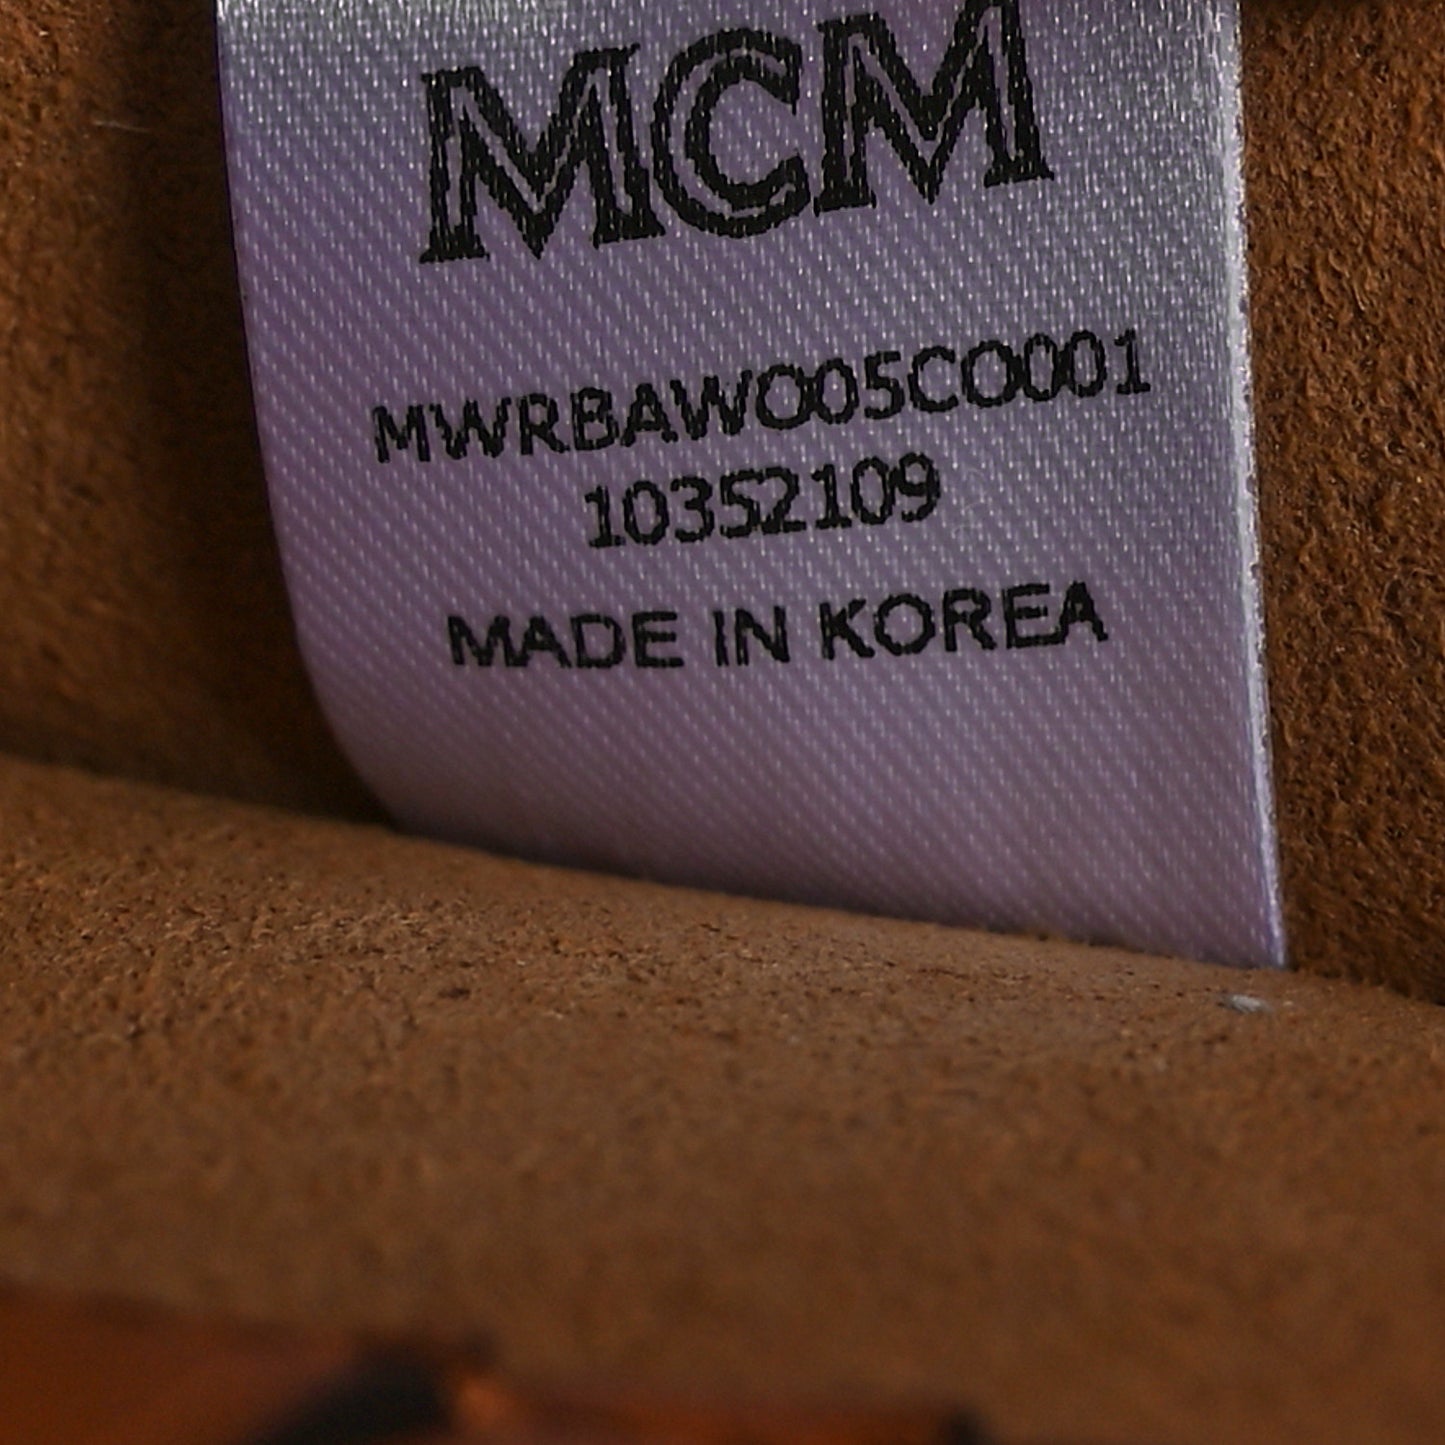 MCM
MWRBAWO05CO001
10352109
MADE IN KOREA